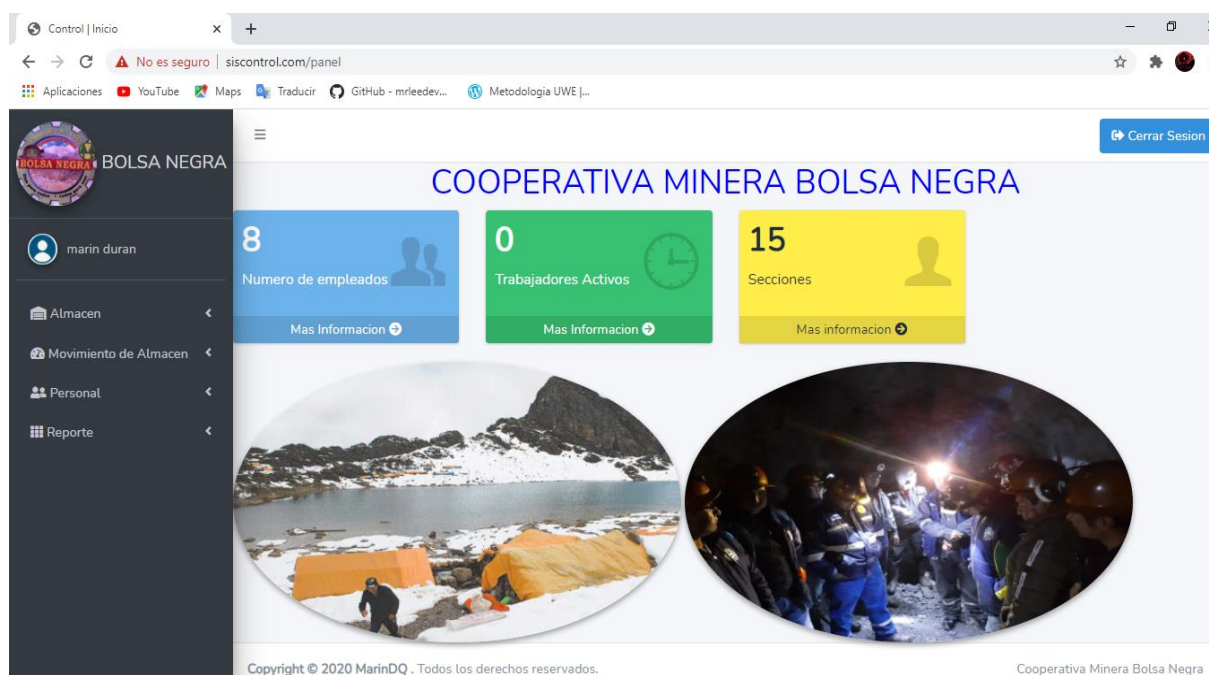 Control | Inicio
No es seguro | siscontrol.com/panel
Aplicaciones YouTube Maps Traducir GitHub - mrleedev... Metodologia UWE |...
BOLSA NEGRA
BOLSA NEGRA
Cerrar Sesion
COOPERATIVA MINERA BOLSA NEGRA
marin duran
8
Numero de empleados
Mas Informacion
0
Trabajadores Activos
Mas Informacion
15
Secciones
Mas informacion
Almacen
Movimiento de Almacen
Personal
Reporte
Copyright © 2020 MarinDQ . Todos los derechos reservados.
Cooperativa Minera Bolsa Negra